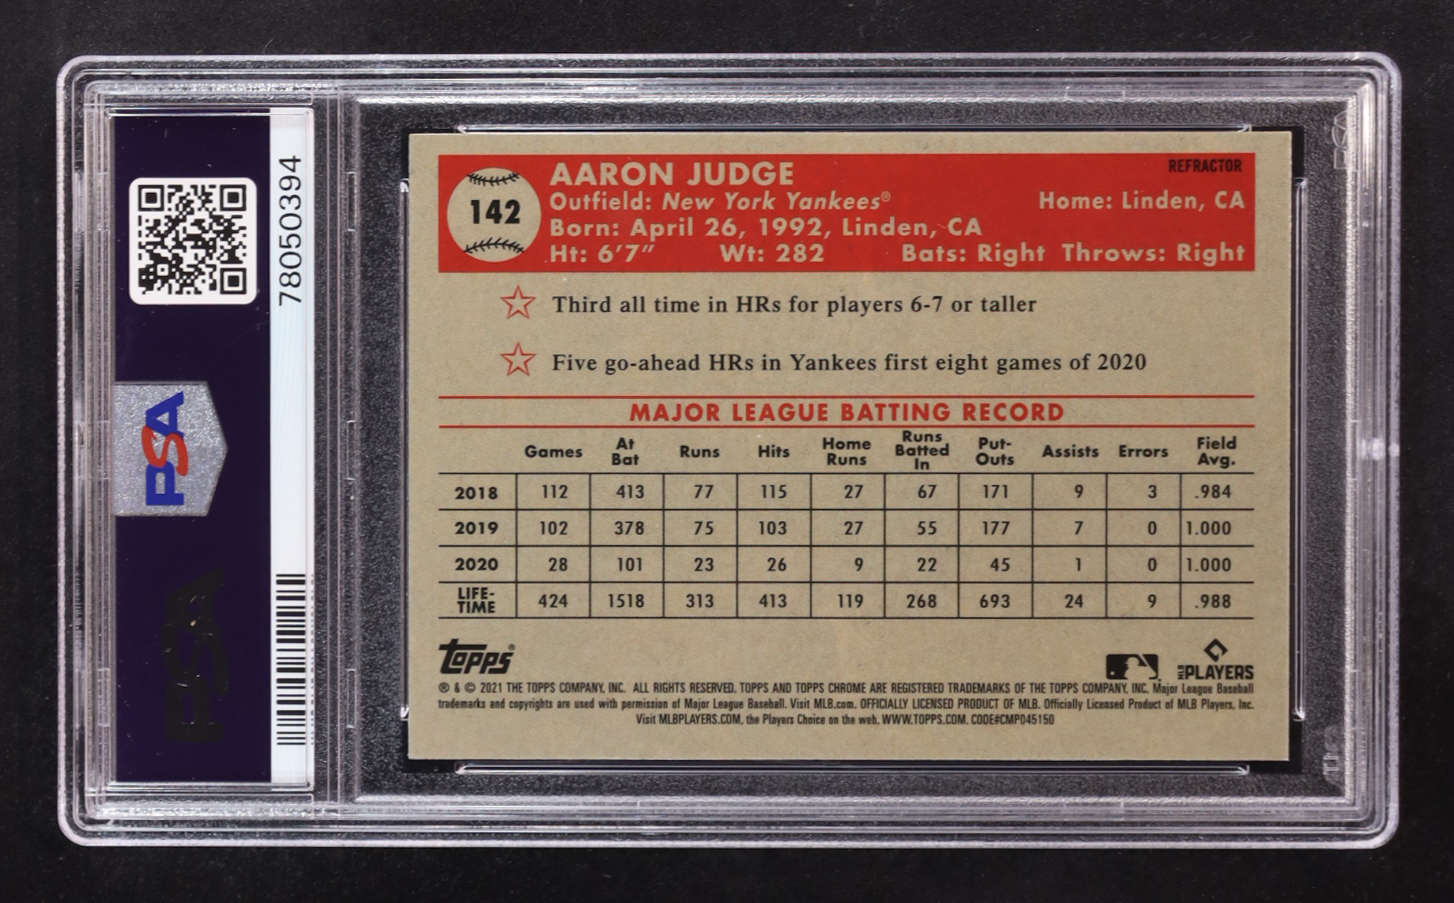 78050394
PSA
PSA
142
AARON JUDGE
REFRACTOR
Outfield: New York Yankees®
Home: Linden, CA
Born: April 26, 1992, Linden, CA
Ht: 6'7" Wt: 282 Bats: Right Throws: Right
Third all time in HRs for players 6-7 or taller
Five go-ahead HRs in Yankees first eight games of 2020
MAJOR LEAGUE BATTING RECORD
Games At Bat Runs Hits Home Runs Runs Batted In Put-Outs Assists Errors Field Avg.
2018 112 413 77 115 27 67 171 9 3 .984
2019 102 378 75 103 27 55 177 7 0 1.000
2020 28 101 23 26 9 22 45 1 0 1.000
LIFE-TIME 424 1518 313 413 119 268 693 24 9 .988
Topps®
MLB PLAYERS
® & © 2021 THE TOPPS COMPANY, INC. ALL RIGHTS RESERVED. TOPPS AND TOPPS CHROME ARE REGISTERED TRADEMARKS OF THE TOPPS COMPANY, INC. Major League Baseball
trademarks and copyrights are used with permission of Major League Baseball. Visit MLB.com. OFFICIALLY LICENSED PRODUCT OF MLB. Officially Licensed Product of MLB Players, Inc.
Visit MLBPLAYERS.COM, the Players Choice on the web. WWW.TOPPS.COM. CODE#CMP045150